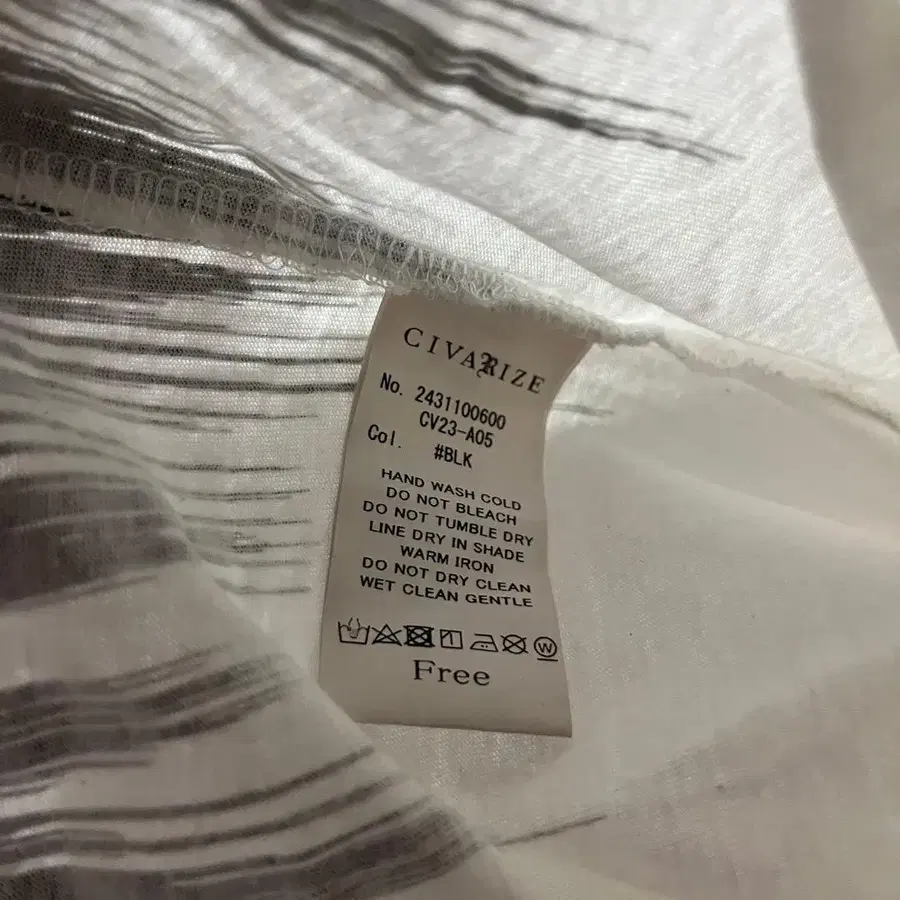 CIVARIZE
No. 2431100600
CV23-A05
Col. #BLK
HAND WASH COLD
DO NOT BLEACH
DO NOT TUMBLE DRY
LINE DRY IN SHADE
WARM IRON
DO NOT DRY CLEAN
WET CLEAN GENTLE
W
Free